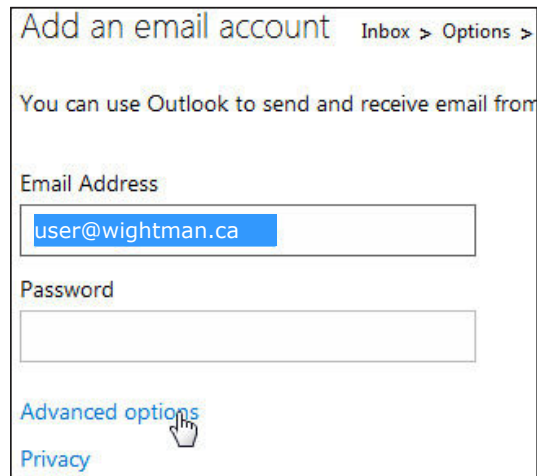 Add an email account Inbox > Options >
You can use Outlook to send and receive email from
Email Address
user@wightman.ca
Password
Advanced options
Privacy